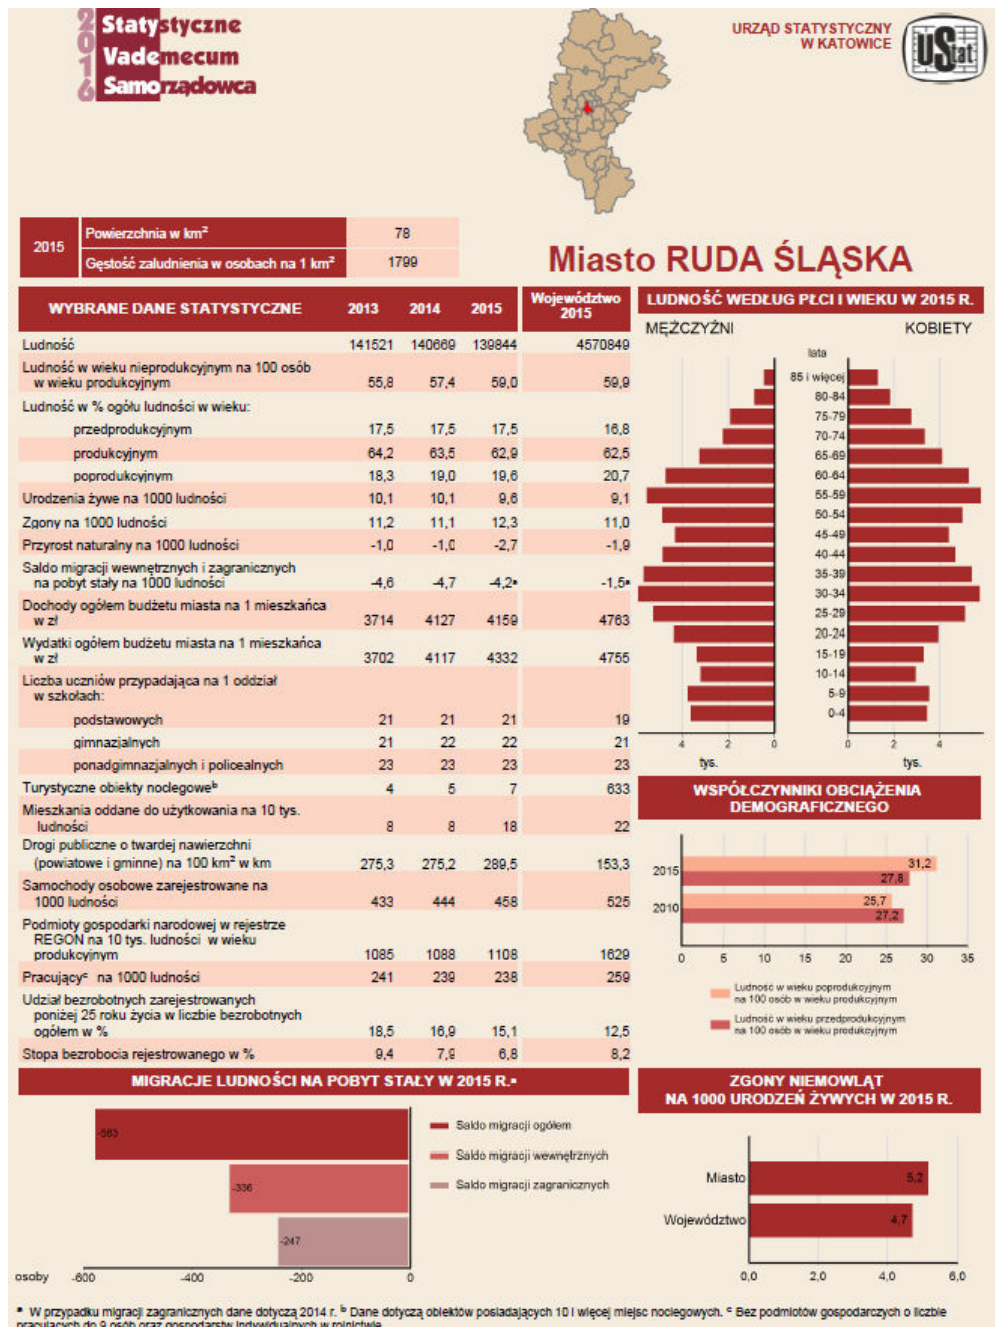 2016
Statystyczne
Vademecum
Samorządowca
URZĄD STATYSTYCZNY
W KATOWICE
UStat
2015
Powierzchnia w km² 78
Gęstość zaludnienia w osobach na 1 km² 1799
Miasto RUDA ŚLĄSKA
WYBRANE DANE STATYSTYCZNE 2013 2014 2015 Województwo 2015
Ludność 141521 140669 139844 4570849
Ludność w wieku nieprodukcyjnym na 100 osób
w wieku produkcyjnym 55,8 57,4 59,0 59,9
Ludność w % ogółu ludności w wieku:
przedprodukcyjnym 17,5 17,5 17,5 16,8
produkcyjnym 64,2 63,5 62,9 62,5
poprodukcyjnym 18,3 19,0 19,6 20,7
Urodzenia żywe na 1000 ludności 10,1 10,1 9,6 9,1
Zgony na 1000 ludności 11,2 11,1 12,3 11,0
Przyrost naturalny na 1000 ludności -1,0 -1,0 -2,7 -1,9
Saldo migracji wewnętrznych i zagranicznych
na pobyt stały na 1000 ludności -4,6 -4,7 -4,2ᵃ -1,5ᵃ
Dochody ogółem budżetu miasta na 1 mieszkańca
w zł 3714 4127 4159 4763
Wydatki ogółem budżetu miasta na 1 mieszkańca
w zł 3702 4117 4332 4755
Liczba uczniów przypadająca na 1 oddział
w szkołach:
podstawowych 21 21 21 19
gimnazjalnych 21 22 22 21
ponadgimnazjalnych i policealnych 23 23 23 23
Turystyczne obiekty noclegoweᵇ 4 5 7 633
Mieszkania oddane do użytkowania na 10 tys.
ludności 8 8 18 22
Drogi publiczne o twardej nawierzchni
(powiatowe i gminne) na 100 km² w km 275,3 275,2 289,5 153,3
Samochody osobowe zarejestrowane na
1000 ludności 433 444 458 525
Podmioty gospodarki narodowej w rejestrze
REGON na 10 tys. ludności w wieku
produkcyjnym 1085 1088 1108 1629
Pracującyᶜ na 1000 ludności 241 239 238 259
Udział bezrobotnych zarejestrowanych
poniżej 25 roku życia w liczbie bezrobotnych
ogółem w % 18,5 16,9 15,1 12,5
Stopa bezrobocia rejestrowanego w % 9,4 7,9 6,8 8,2
LUDNOŚĆ WEDŁUG PŁCI I WIEKU W 2015 R.
MĘŻCZYŹNI KOBIETY
lata
85 i więcej
80-84
75-79
70-74
65-69
60-64
55-59
50-54
45-49
40-44
35-39
30-34
25-29
20-24
15-19
10-14
5-9
0-4
4 2 0 0 2 4
tys. tys.
WSPÓŁCZYNNIKI OBCIĄŻENIA
DEMOGRAFICZNEGO
2015 31,2
27,8
2010 25,7
27,2
0 5 10 15 20 25 30 35
Ludność w wieku poprodukcyjnym
na 100 osób w wieku produkcyjnym
Ludność w wieku przedprodukcyjnym
na 100 osób w wieku produkcyjnym
MIGRACJE LUDNOŚCI NA POBYT STAŁY W 2015 R.ᵃ
-583
-336
-247
Saldo migracji ogółem
Saldo migracji wewnętrznych
Saldo migracji zagranicznych
osoby -600 -400 -200 0
ZGONY NIEMOWLĄT
NA 1000 URODZEŃ ŻYWYCH W 2015 R.
Miasto 5,2
Województwo 4,7
0,0 2,0 4,0 6,0
ᵃ W przypadku migracji zagranicznych dane dotyczą 2014 r. ᵇ Dane dotyczą obiektów posiadających 10 i więcej miejsc noclegowych. ᶜ Bez podmiotów gospodarczych o liczbie
pracujących do 9 osób oraz gospodarstw indywidualnych w rolnictwie.